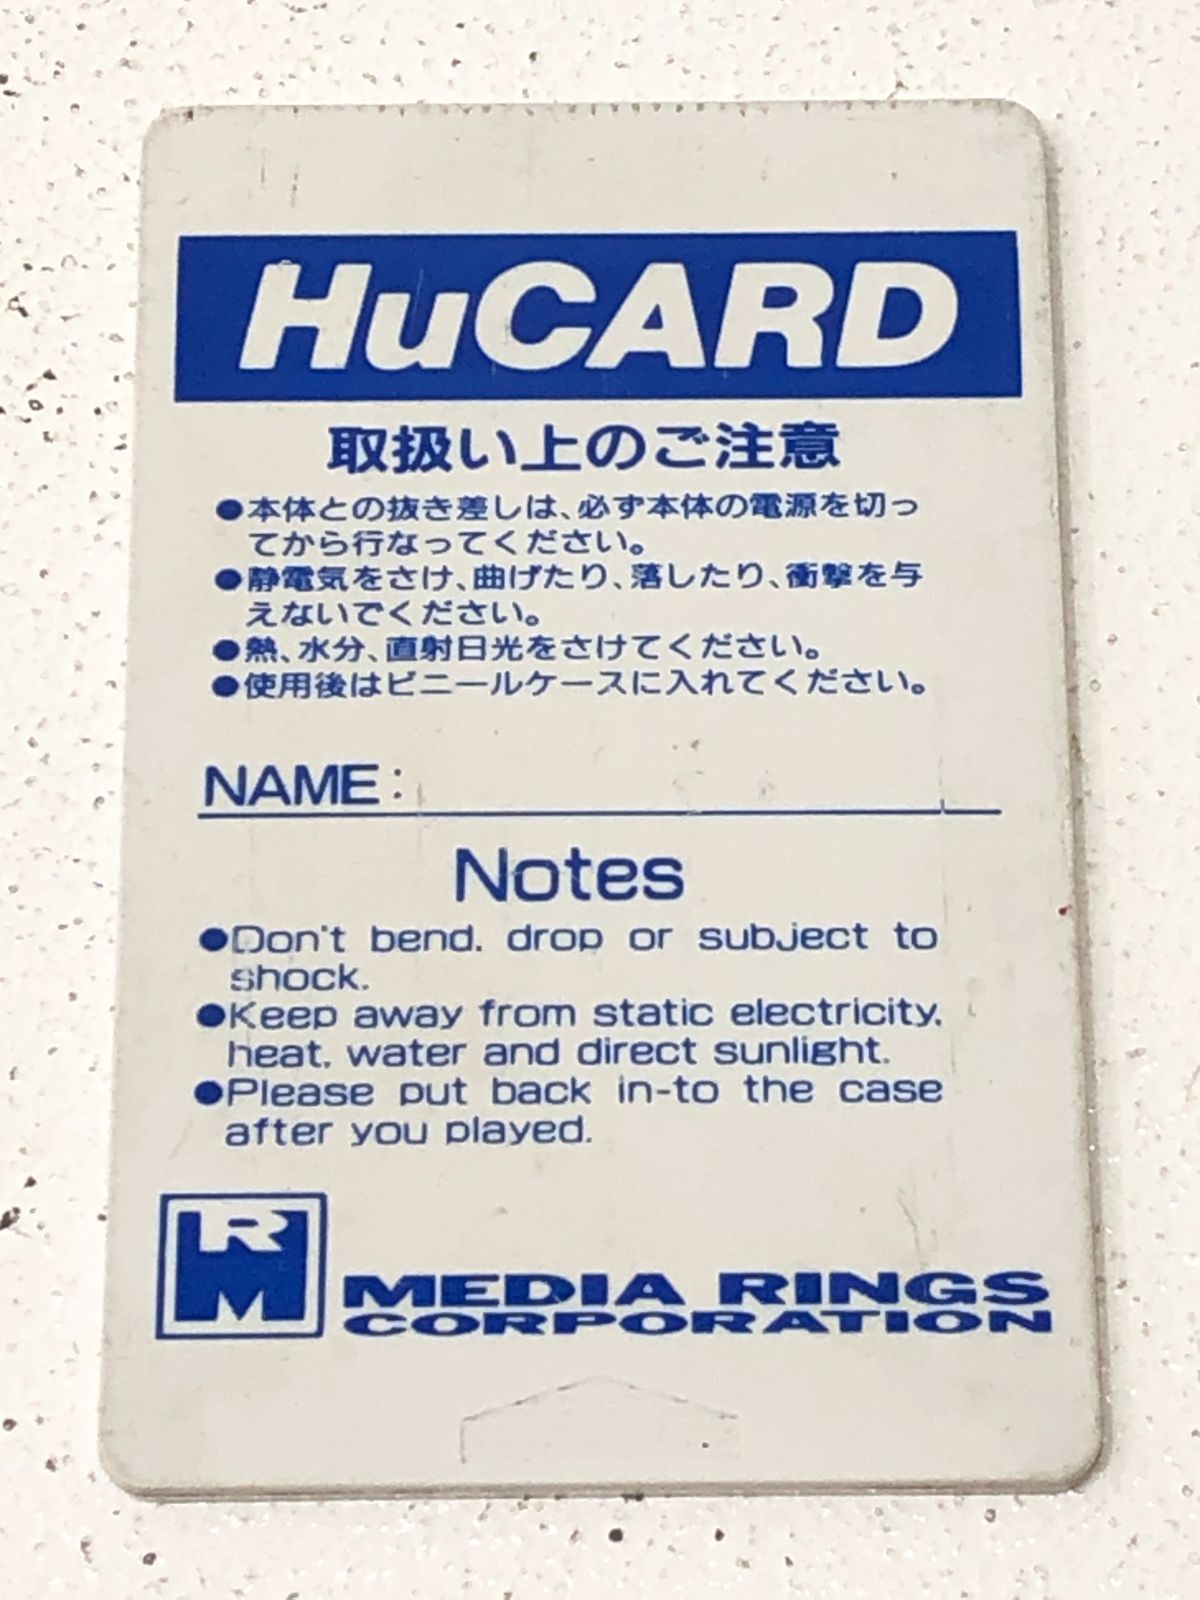 HuCARD
取扱い上のご注意
●本体との抜き差しは、必ず本体の電源を切っ
てから行なってください。
●静電気をさけ、曲げたり、落したり、衝撃を与
えないでください。
●熱、水分、直射日光をさけてください。
●使用後はビニールケースに入れてください。
NAME:
Notes
●Don't bend. drop or subject to
shock.
●Keep away from static electricity.
heat. water and direct sunlight.
●Please put back in-to the case
after you played.
RM
MEDIA RINGS
CORPORATION